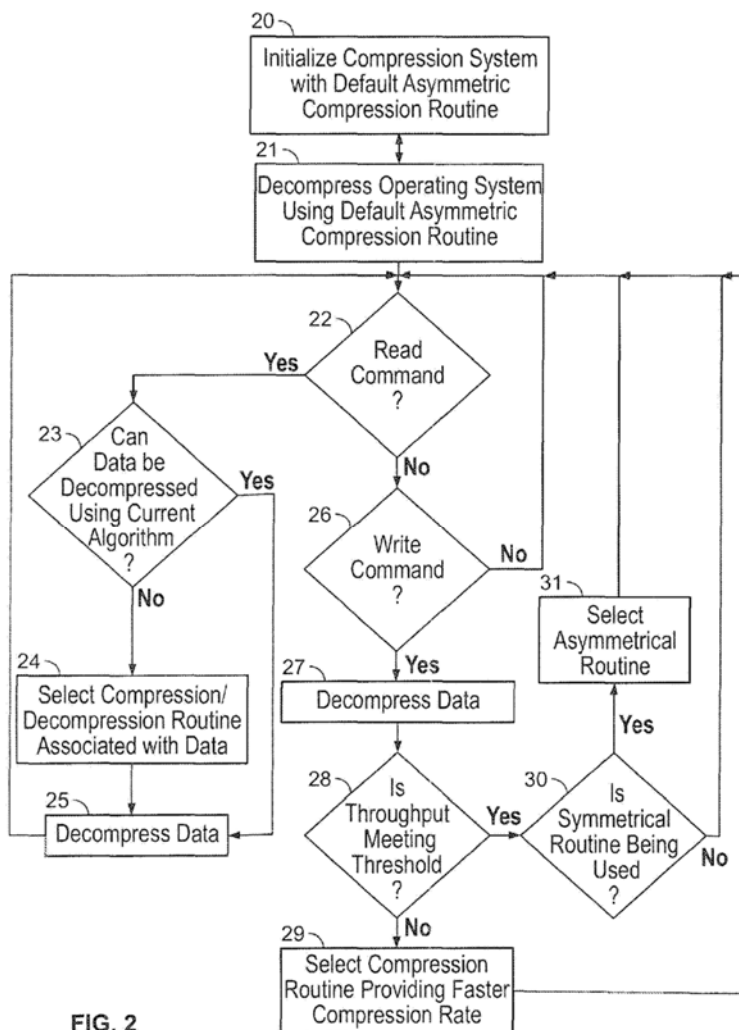 20
Initialize Compression System
with Default Asymmetric
Compression Routine
21
Decompress Operating System
Using Default Asymmetric
Compression Routine
22
Read
Command
?
Yes
No
23
Can
Data be
Decompressed
Using Current
Algorithm
?
Yes
No
24
Select Compression/
Decompression Routine
Associated with Data
25
Decompress Data
26
Write
Command
?
No
Yes
27
Decompress Data
28
Is
Throughput
Meeting
Threshold
?
Yes
No
29
Select Compression
Routine Providing Faster
Compression Rate
30
Is
Symmetrical
Routine Being
Used
?
Yes
No
31
Select
Asymmetrical
Routine
FIG. 2